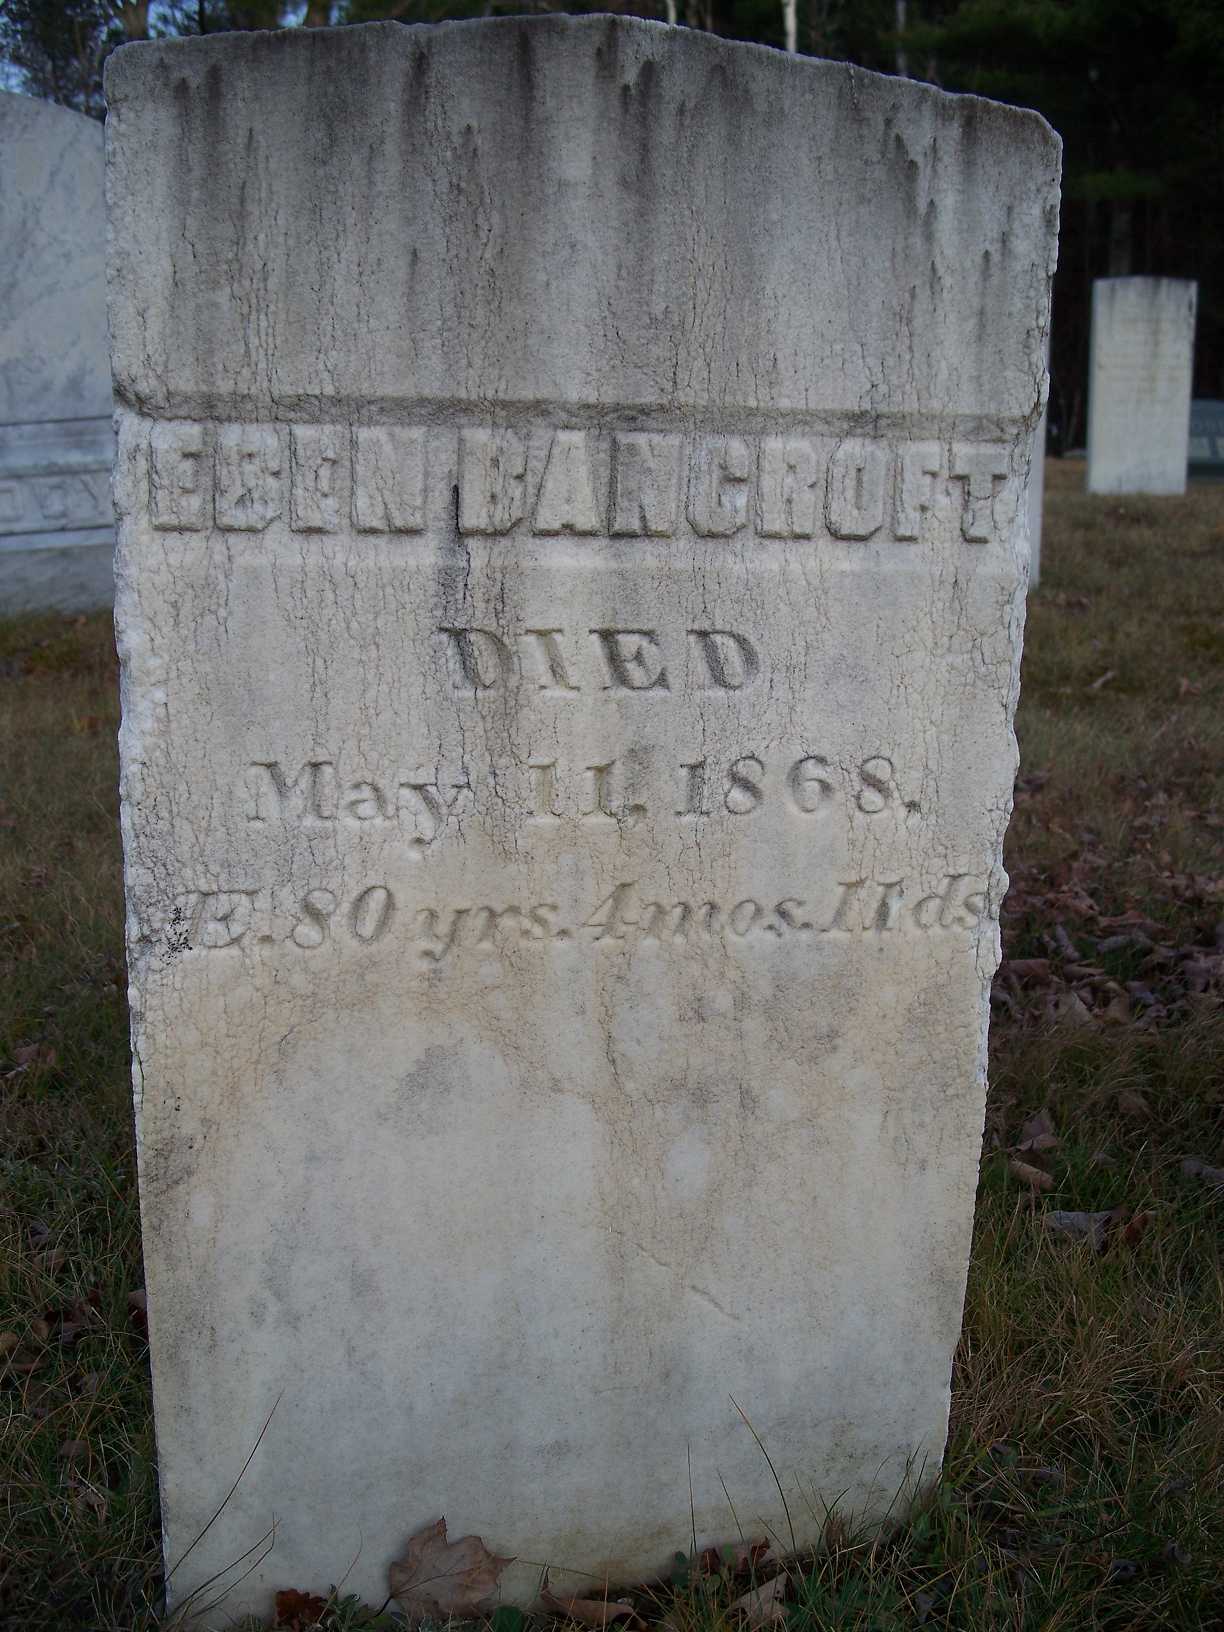 EBEN BANCROFT
DIED
May 11, 1868.
Æ. 80 yrs. 4 mos. 11 ds